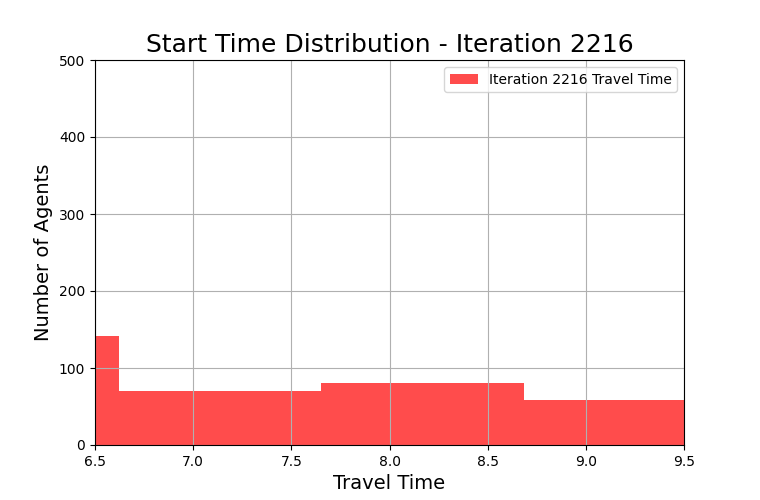 Start Time Distribution - Iteration 2216
Iteration 2216 Travel Time
Number of Agents
500
400
300
200
100
0
6.5 7.0 7.5 8.0 8.5 9.0 9.5
Travel Time